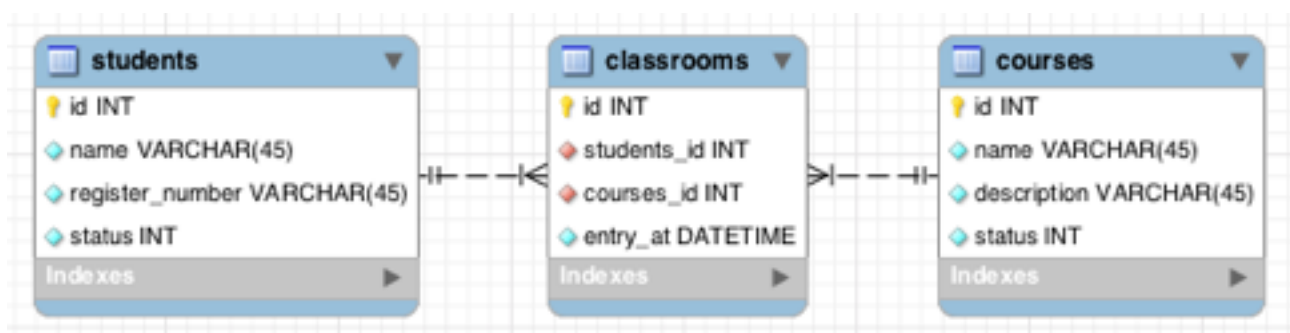 students
id INT
name VARCHAR(45)
register_number VARCHAR(45)
status INT
Indexes
classrooms
id INT
students_id INT
courses_id INT
entry_at DATETIME
Indexes
courses
id INT
name VARCHAR(45)
description VARCHAR(45)
status INT
Indexes